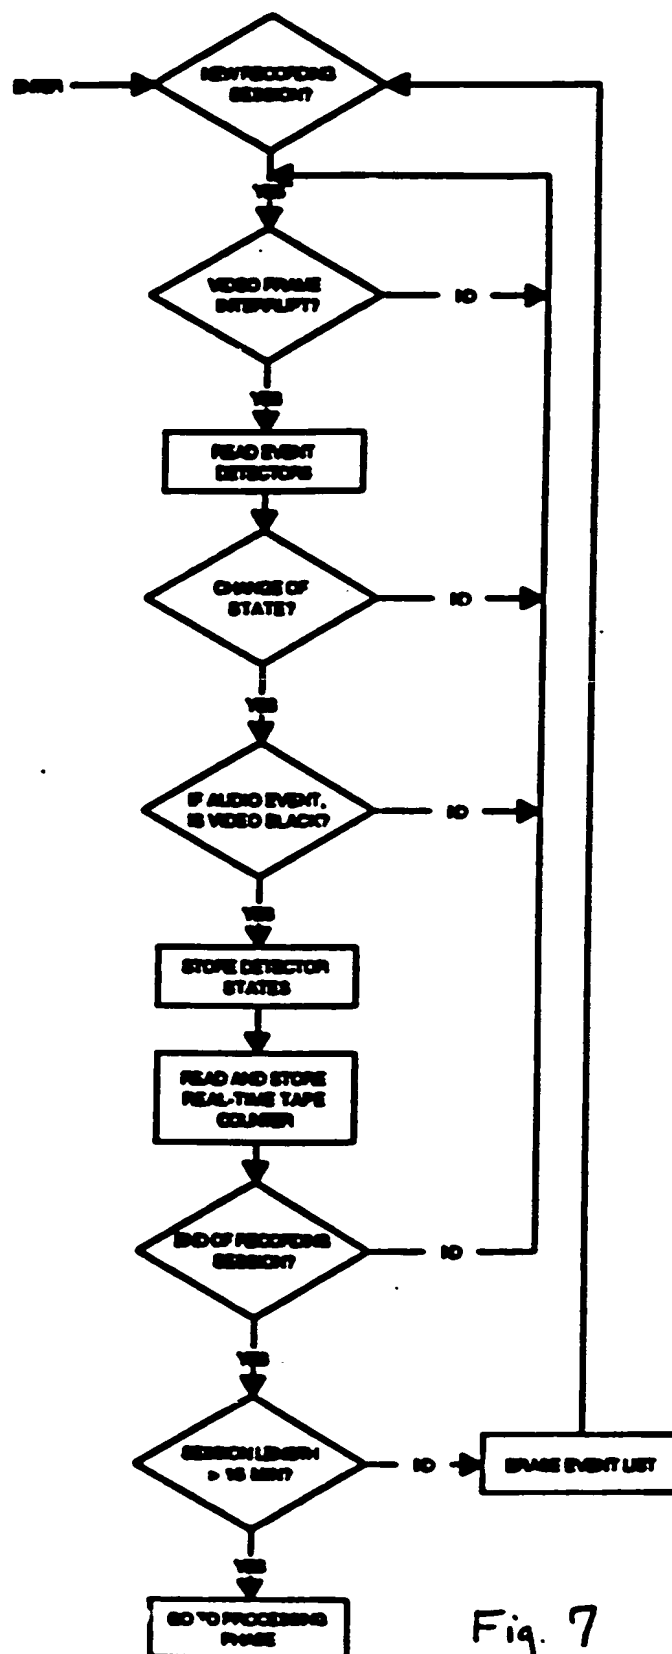 ENTER
NEW RECORDING
SESSION?
YES
VIDEO FRAME
INTERRUPT?
NO
YES
READ EVENT
DETECTORS
CHANGE OF
STATE?
NO
YES
IF AUDIO EVENT,
IS VIDEO BLACK?
NO
YES
STORE DETECTOR
STATES
READ AND STORE
REAL-TIME TAPE
COUNTER
END OF RECORDING
SESSION?
NO
YES
SESSION LENGTH
> 15 MIN?
NO
ERASE EVENT LIST
YES
GO TO PROCESSING
PHASE
Fig. 7